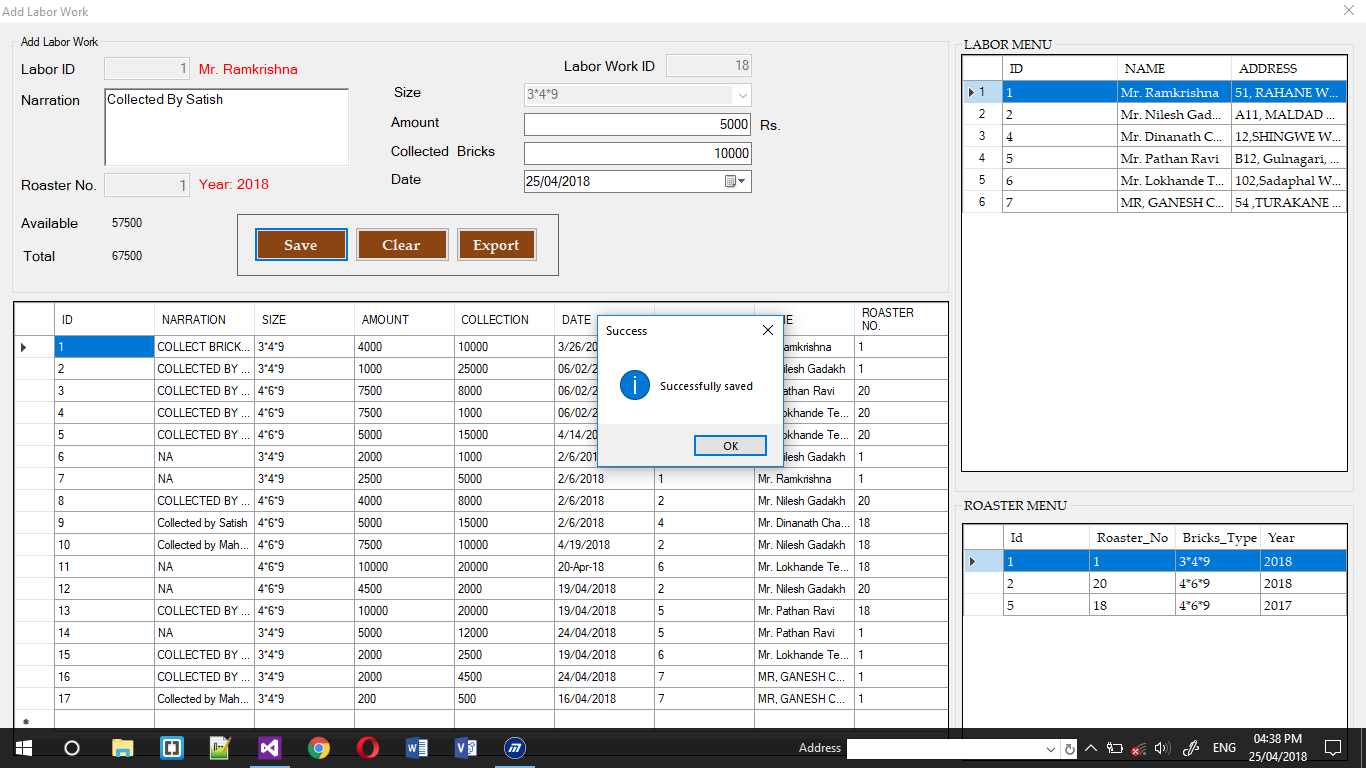 Add Labor Work
Add Labor Work
Labor ID 1 Mr. Ramkrishna
Labor Work ID 18
Narration Collected By Satish
Size 3*4*9
Amount 5000 Rs.
Collected Bricks 10000
Date 25/04/2018
Roaster No. 1 Year: 2018
Available 57500
Total 67500
Save Clear Export
LABOR MENU
ID NAME ADDRESS
1 1 Mr. Ramkrishna 51, RAHANE W...
2 2 Mr. Nilesh Gad... A11, MALDAD ...
3 4 Mr. Dinanath C... 12,SHINGWE W...
4 5 Mr. Pathan Ravi B12, Gulnagari, ...
5 6 Mr. Lokhande T... 102,Sadaphal W...
6 7 MR, GANESH C... 54 ,TURAKANE ...
ID NARRATION SIZE AMOUNT COLLECTION DATE ROASTER NO.
1 COLLECT BRICK... 3*4*9 4000 10000 3/26/20 amkrishna 1
2 COLLECTED BY ... 3*4*9 1000 25000 06/02/2 ilesh Gadakh 1
3 COLLECTED BY ... 4*6*9 7500 8000 06/02/2 athan Ravi 20
4 COLLECTED BY ... 4*6*9 7500 1000 06/02/2 okhande Te... 20
5 COLLECTED BY ... 4*6*9 5000 15000 4/14/20 okhande Te... 20
6 NA 3*4*9 2000 1000 2/6/201 ilesh Gadakh 1
7 NA 3*4*9 2500 5000 2/6/2018 1 Mr. Ramkrishna 1
8 COLLECTED BY ... 4*6*9 4000 8000 2/6/2018 2 Mr. Nilesh Gadakh 20
9 Collected by Satish 4*6*9 5000 15000 2/6/2018 4 Mr. Dinanath Cha... 18
10 Collected by Mah... 4*6*9 7500 10000 4/19/2018 2 Mr. Nilesh Gadakh 18
11 NA 4*6*9 10000 20000 20-Apr-18 6 Mr. Lokhande Te... 18
12 NA 4*6*9 4500 2000 19/04/2018 2 Mr. Nilesh Gadakh 20
13 COLLECTED BY ... 4*6*9 10000 20000 19/04/2018 5 Mr. Pathan Ravi 18
14 NA 3*4*9 5000 12000 24/04/2018 5 Mr. Pathan Ravi 1
15 COLLECTED BY ... 3*4*9 2000 2500 19/04/2018 6 Mr. Lokhande Te... 1
16 COLLECTED BY ... 3*4*9 2000 4500 24/04/2018 7 MR, GANESH C... 1
17 Collected by Mah... 3*4*9 200 500 16/04/2018 7 MR, GANESH C... 1
Success
Successfully saved
OK
ROASTER MENU
Id Roaster_No Bricks_Type Year
1 1 3*4*9 2018
2 20 4*6*9 2018
5 18 4*6*9 2017
Address
ENG
04:38 PM
25/04/2018